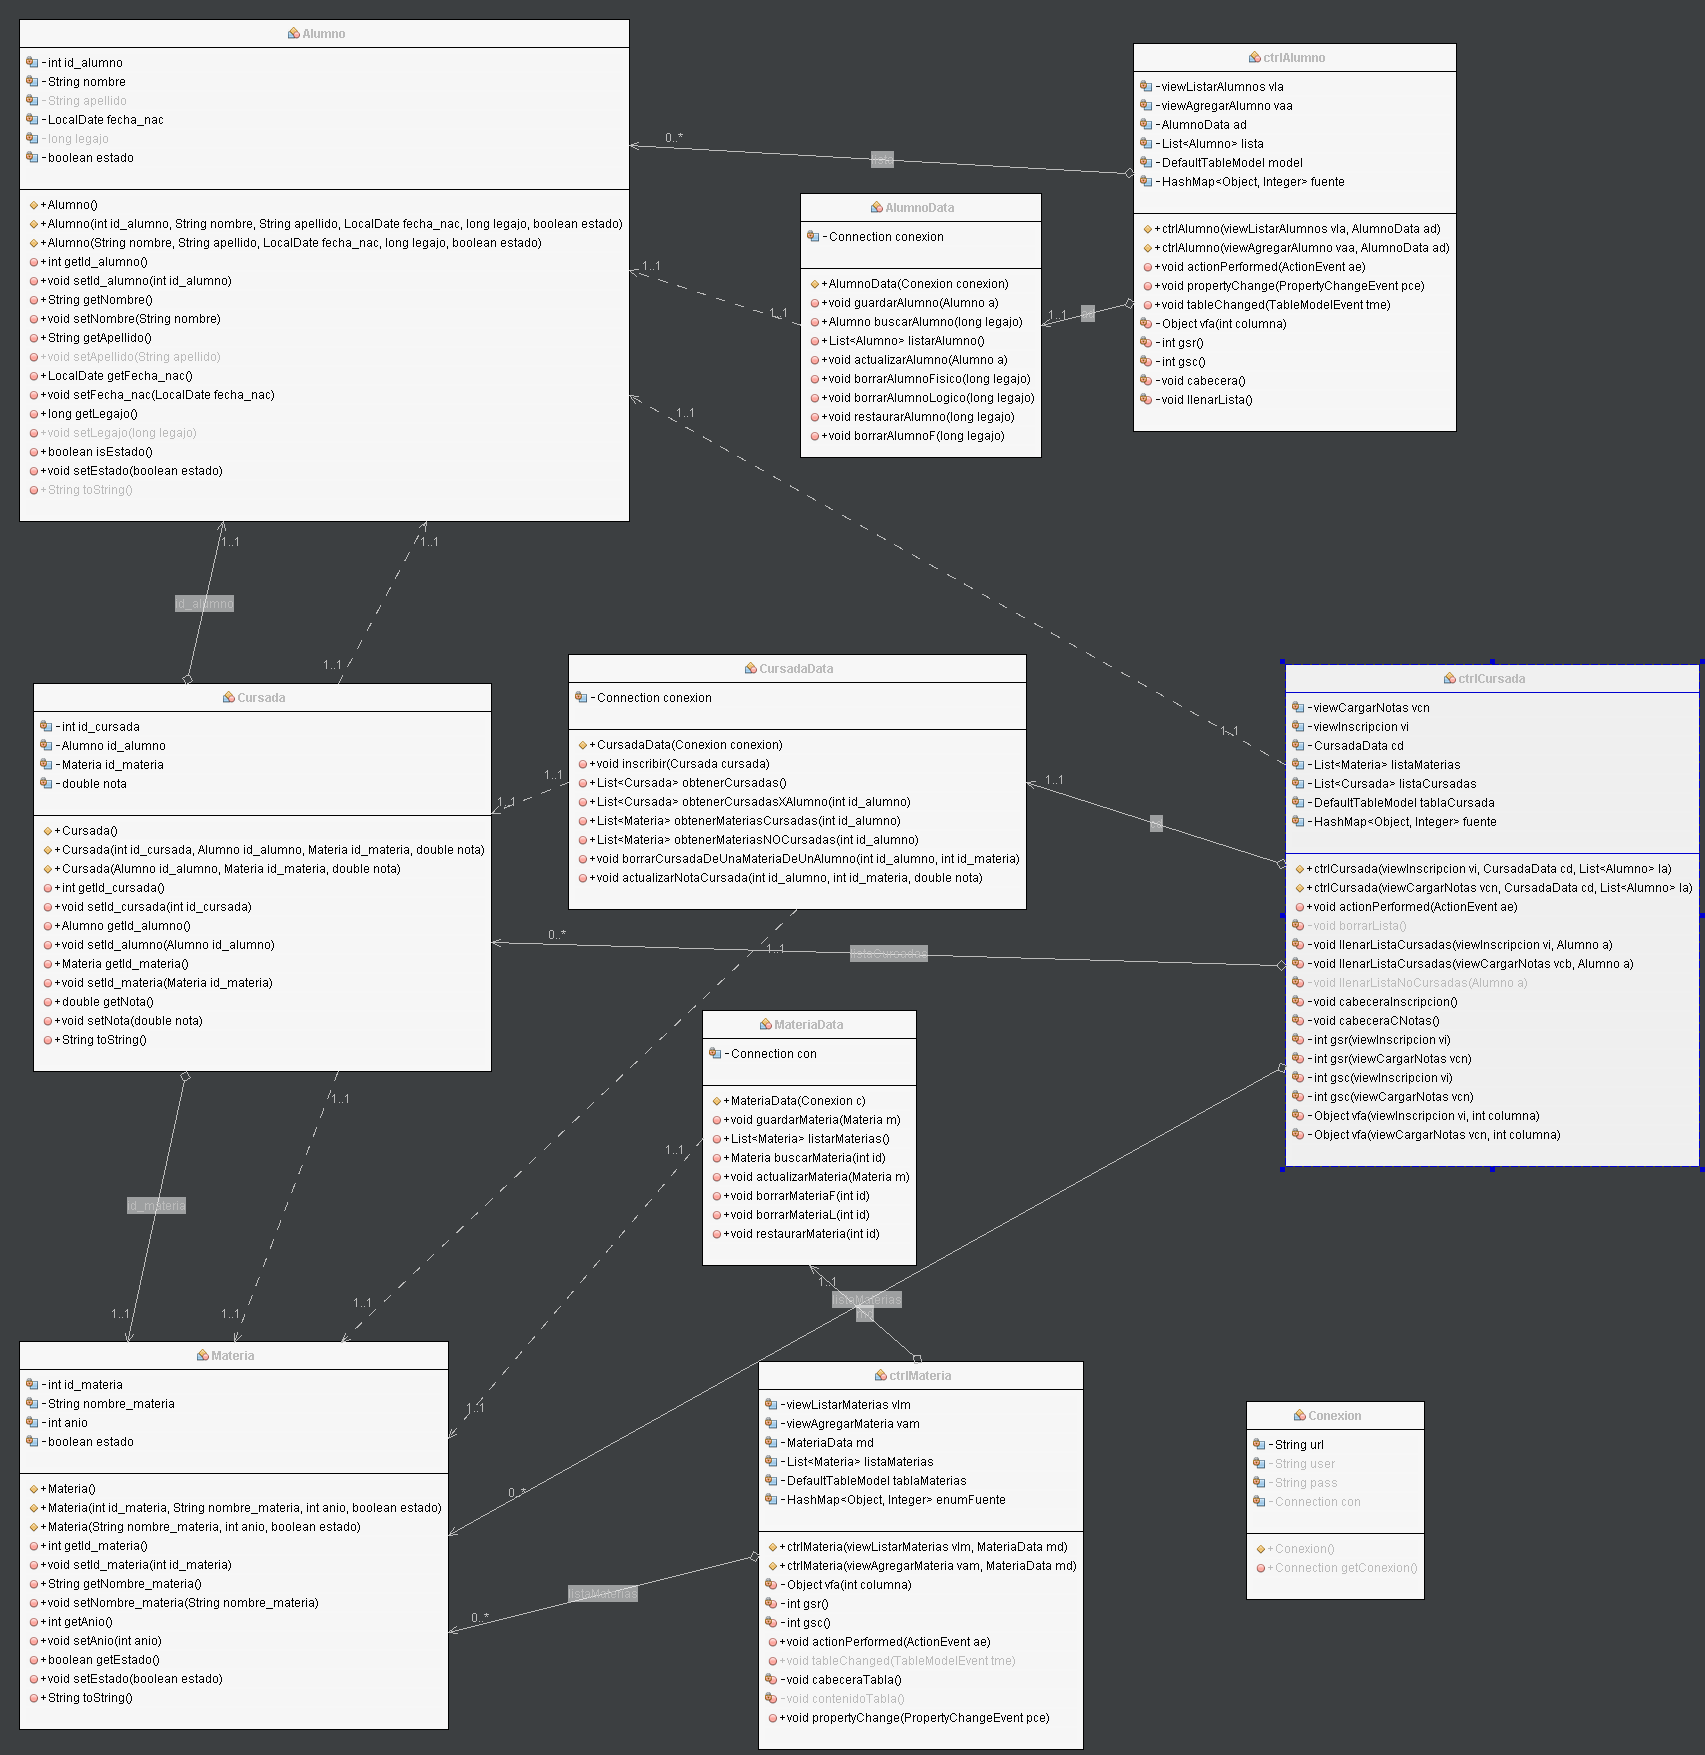 Alumno
-int id_alumno
-String nombre
-String apellido
-LocalDate fecha_nac
-long legajo
-boolean estado
+Alumno()
+Alumno(int id_alumno, String nombre, String apellido, LocalDate fecha_nac, long legajo, boolean estado)
+Alumno(String nombre, String apellido, LocalDate fecha_nac, long legajo, boolean estado)
+int getId_alumno()
+void setId_alumno(int id_alumno)
+String getNombre()
+void setNombre(String nombre)
+String getApellido()
+void setApellido(String apellido)
+LocalDate getFecha_nac()
+void setFecha_nac(LocalDate fecha_nac)
+long getLegajo()
+void setLegajo(long legajo)
+boolean isEstado()
+void setEstado(boolean estado)
+String toString()
ctrlAlumno
-viewListarAlumnos vla
-viewAgregarAlumno vaa
-AlumnoData ad
-List<Alumno> lista
-DefaultTableModel model
-HashMap<Object, Integer> fuente
+ctrlAlumno(viewListarAlumnos vla, AlumnoData ad)
+ctrlAlumno(viewAgregarAlumno vaa, AlumnoData ad)
+void actionPerformed(ActionEvent ae)
+void propertyChange(PropertyChangeEvent pce)
+void tableChanged(TableModelEvent tme)
-Object vfa(int columna)
-int gsr()
-int gsc()
-void cabecera()
-void llenarLista()
0..*
lista
AlumnoData
-Connection conexion
+AlumnoData(Conexion conexion)
+void guardarAlumno(Alumno a)
+Alumno buscarAlumno(long legajo)
+List<Alumno> listarAlumno()
+void actualizarAlumno(Alumno a)
+void borrarAlumnoFisico(long legajo)
+void borrarAlumnoLogico(long legajo)
+void restaurarAlumno(long legajo)
+void borrarAlumnoF(long legajo)
1..1
1..1
1..1
ad
1..1
1..1
1..1
1..1
id_alumno
1..1
Cursada
-int id_cursada
-Alumno id_alumno
-Materia id_materia
-double nota
+Cursada()
+Cursada(int id_cursada, Alumno id_alumno, Materia id_materia, double nota)
+Cursada(Alumno id_alumno, Materia id_materia, double nota)
+int getId_cursada()
+void setId_cursada(int id_cursada)
+Alumno getId_alumno()
+void setId_alumno(Alumno id_alumno)
+Materia getId_materia()
+void setId_materia(Materia id_materia)
+double getNota()
+void setNota(double nota)
+String toString()
CursadaData
-Connection conexion
+CursadaData(Conexion conexion)
+void inscribir(Cursada cursada)
+List<Cursada> obtenerCursadas()
+List<Cursada> obtenerCursadasXAlumno(int id_alumno)
+List<Materia> obtenerMateriasCursadas(int id_alumno)
+List<Materia> obtenerMateriasNOCursadas(int id_alumno)
+void borrarCursadaDeUnaMateriaDeUnAlumno(int id_alumno, int id_materia)
+void actualizarNotaCursada(int id_alumno, int id_materia, double nota)
1..1
1..1
1..1
ctrlCursada
-viewCargarNotas vcn
-viewInscripcion vi
-CursadaData cd
-List<Materia> listaMaterias
-List<Cursada> listaCursadas
-DefaultTableModel tablaCursada
-HashMap<Object, Integer> fuente
+ctrlCursada(viewInscripcion vi, CursadaData cd, List<Alumno> la)
+ctrlCursada(viewCargarNotas vcn, CursadaData cd, List<Alumno> la)
+void actionPerformed(ActionEvent ae)
-void borrarLista()
-void llenarListaCursadas(viewInscripcion vi, Alumno a)
-void llenarListaCursadas(viewCargarNotas vcb, Alumno a)
-void llenarListaNoCursadas(Alumno a)
-void cabeceraInscripcion()
-void cabeceraCNotas()
-int gsr(viewInscripcion vi)
-int gsr(viewCargarNotas vcn)
-int gsc(viewInscripcion vi)
-int gsc(viewCargarNotas vcn)
-Object vfa(viewInscripcion vi, int columna)
-Object vfa(viewCargarNotas vcn, int columna)
0..*
listaCursadas
1..1
MateriaData
-Connection con
+MateriaData(Conexion c)
+void guardarMateria(Materia m)
+List<Materia> listarMaterias()
+Materia buscarMateria(int id)
+void actualizarMateria(Materia m)
+void borrarMateriaF(int id)
+void borrarMateriaL(int id)
+void restaurarMateria(int id)
1..1
1..1
id_materia
1..1
1..1
1..1
1..1
listaMaterias
md
1..1
0..*
listaMaterias
0..*
Materia
-int id_materia
-String nombre_materia
-int anio
-boolean estado
+Materia()
+Materia(int id_materia, String nombre_materia, int anio, boolean estado)
+Materia(String nombre_materia, int anio, boolean estado)
+int getId_materia()
+void setId_materia(int id_materia)
+String getNombre_materia()
+void setNombre_materia(String nombre_materia)
+int getAnio()
+void setAnio(int anio)
+boolean getEstado()
+void setEstado(boolean estado)
+String toString()
ctrlMateria
-viewListarMaterias vlm
-viewAgregarMateria vam
-MateriaData md
-List<Materia> listaMaterias
-DefaultTableModel tablaMaterias
-HashMap<Object, Integer> enumFuente
+ctrlMateria(viewListarMaterias vlm, MateriaData md)
+ctrlMateria(viewAgregarMateria vam, MateriaData md)
-Object vfa(int columna)
-int gsr()
-int gsc()
+void actionPerformed(ActionEvent ae)
+void tableChanged(TableModelEvent tme)
-void cabeceraTabla()
-void contenidoTabla()
+void propertyChange(PropertyChangeEvent pce)
Conexion
-String url
-String user
-String pass
-Connection con
+Conexion()
+Connection getConexion()